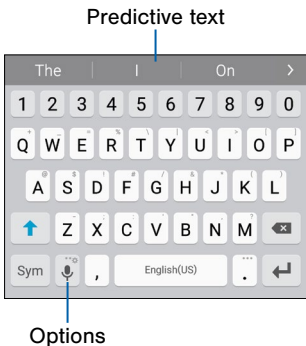 Predictive text
The I On >
1 2 3 4 5 6 7 8 9 0
Q W E R T Y U I O P
A S D F G H J K L
Z X C V B N M
Sym , English(US) .
Options